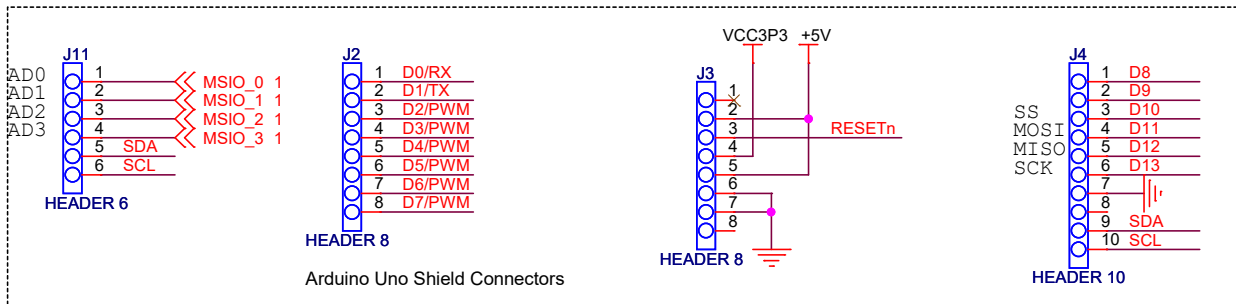 J11
AD0 1 MSIO_0 1
AD1 2 MSIO_1 1
AD2 3 MSIO_2 1
AD3 4 MSIO_3 1
5 SDA
6 SCL
HEADER 6
J2
1 D0/RX
2 D1/TX
3 D2/PWM
4 D3/PWM
5 D4/PWM
6 D5/PWM
7 D6/PWM
8 D7/PWM
HEADER 8
Arduino Uno Shield Connectors
VCC3P3 +5V
J3
1
2
3 RESETn
4
5
6
7
8
HEADER 8
J4
1 D8
2 D9
SS 3 D10
MOSI 4 D11
MISO 5 D12
SCK 6 D13
7
8
9 SDA
10 SCL
HEADER 10